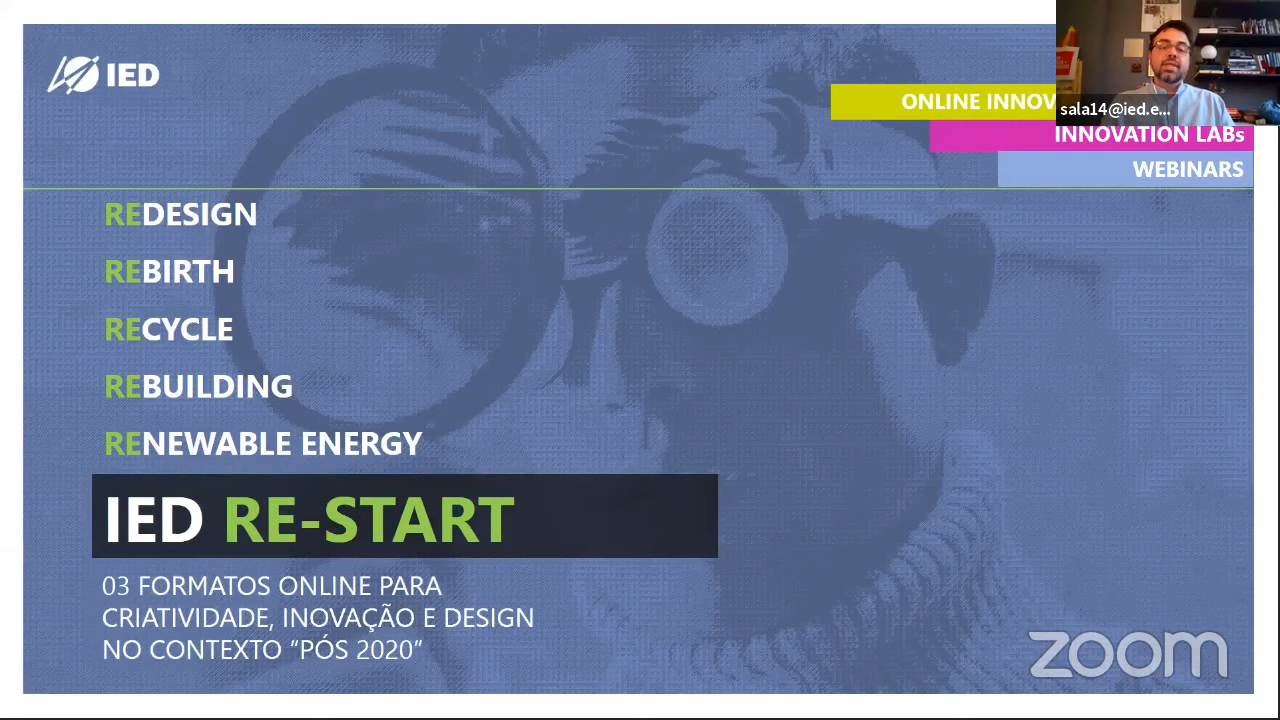 IED
ONLINE INNOV
sala14@ied.e...
INNOVATION LABs
WEBINARS
REDESIGN
REBIRTH
RECYCLE
REBUILDING
RENEWABLE ENERGY
IED RE-START
03 FORMATOS ONLINE PARA
CRIATIVIDADE, INOVAÇÃO E DESIGN
NO CONTEXTO “PÓS 2020”
zoom